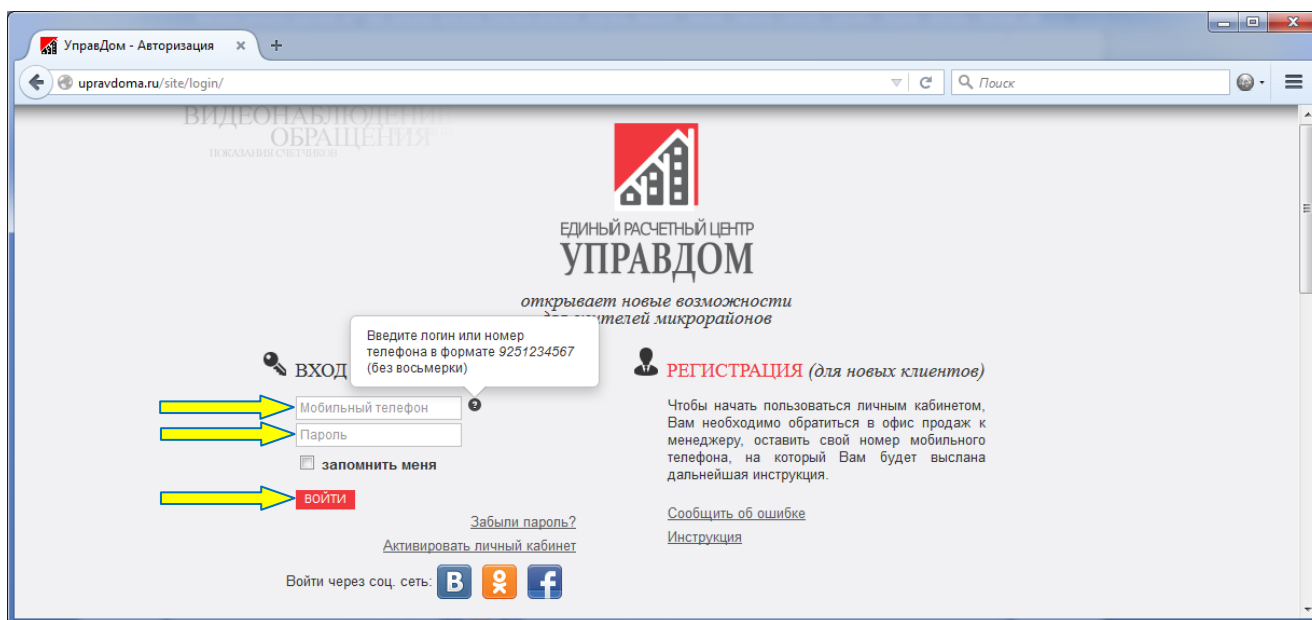 УправДом - Авторизация
upravdoma.ru/site/login/
Поиск
ВИДЕОНАБЛЮДЕНИЕ
ОБРАЩЕНИЯ
ПОКАЗАНИЯ СЧЕТЧИКОВ
ЕДИНЫЙ РАСЧЕТНЫЙ ЦЕНТР
УПРАВДОМ
открывает новые возможности
микрорайонов
Введите логин или номер
телефона в формате 9251234567
(без восьмерки)
ВХОД
Мобильный телефон
Пароль
запомнить меня
ВОЙТИ
Забыли пароль?
Активировать личный кабинет
Войти через соц. сеть:
РЕГИСТРАЦИЯ (для новых клиентов)
Чтобы начать пользоваться личным кабинетом,
Вам необходимо обратиться в офис продаж к
менеджеру, оставить свой номер мобильного
телефона, на который Вам будет выслана
дальнейшая инструкция.
Сообщить об ошибке
Инструкция